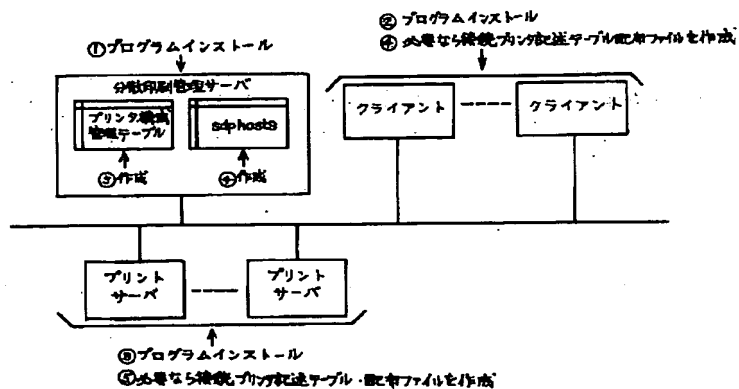 ①プログラムインストール
分散印刷管理サーバ
プリンタ構成
管理テーブル
sdphosts
作成
作成
②プログラムインストール
④必要なら接続プリンタ記述テーブル・配布ファイルを作成
クライアント
クライアント
プリント
サーバ
プリント
サーバ
③プログラムインストール
⑤必要なら接続プリンタ記述テーブル・配布ファイルを作成